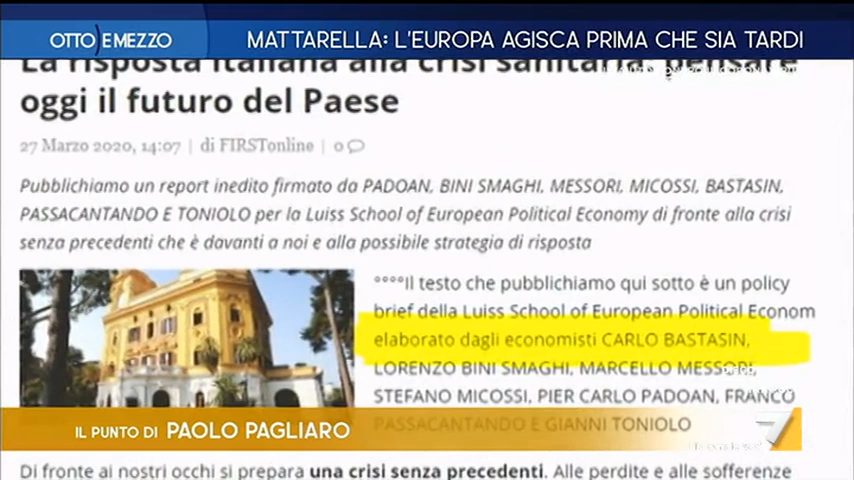 OTTO E MEZZO
MATTARELLA: L'EUROPA AGISCA PRIMA CHE SIA TARDI
La risposta italiana alla crisi sanitaria: pensare
oggi il futuro del Paese
27 Marzo 2020, 14:07 | di FIRSTonline | 0
Pubblichiamo un report inedito firmato da PADOAN, BINI SMAGHI, MESSORI, MICOSSI, BASTASIN,
PASSACANTANDO E TONIOLO per la Luiss School of European Political Economy di fronte alla crisi
senza precedenti che è davanti a noi e alla possibile strategia di risposta
°°°°Il testo che pubblichiamo qui sotto è un policy
brief della Luiss School of European Political Econom
elaborato dagli economisti CARLO BASTASIN,
LORENZO BINI SMAGHI, MARCELLO MESSORI,
STEFANO MICOSSI, PIER CARLO PADOAN, FRANCO
PASSACANTANDO E GIANNI TONIOLO
IL PUNTO DI PAOLO PAGLIARO
7
Di fronte ai nostri occhi si prepara una crisi senza precedenti. Alle perdite e alle sofferenze